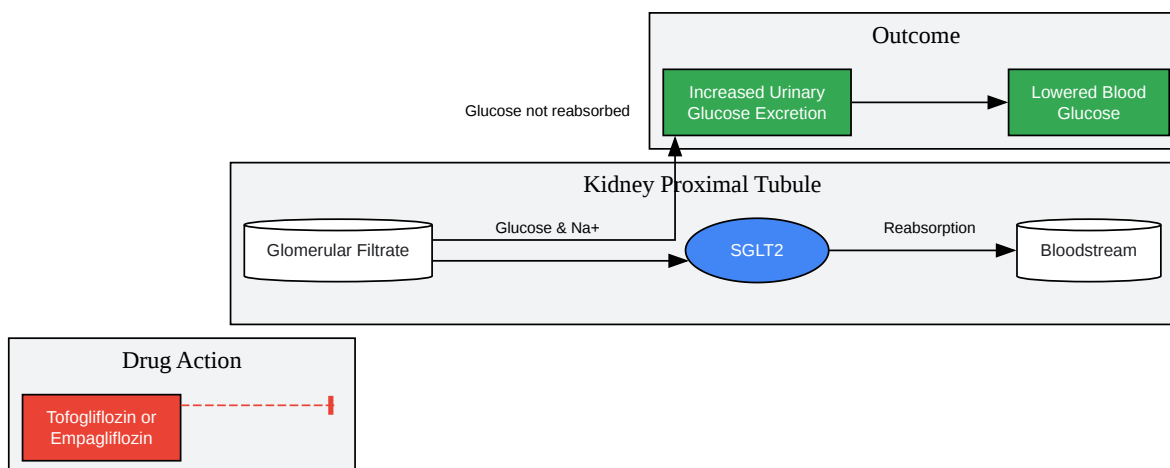 Outcome
Increased Urinary
Glucose Excretion
Lowered Blood
Glucose
Glucose not reabsorbed
Kidney Proximal Tubule
Glomerular Filtrate
Glucose & Na+
SGLT2
Reabsorption
Bloodstream
Drug Action
Tofogliflozin or
Empagliflozin